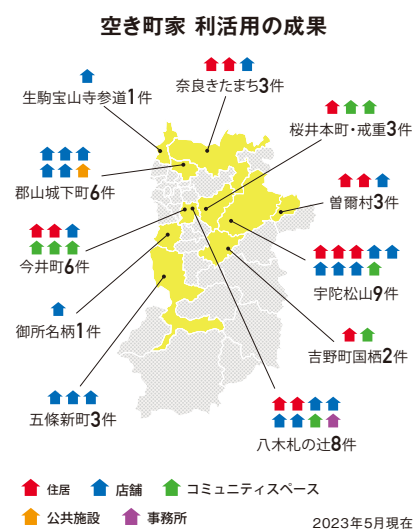 空き町家 利活用の成果
奈良きたまち3件
生駒宝山寺参道1件
桜井本町・戒重3件
郡山城下町6件
曽爾村3件
今井町6件
宇陀松山9件
御所名柄1件
吉野町国栖2件
五條新町3件
八木札の辻8件
住居 店舗 コミュニティスペース
公共施設 事務所
2023年5月現在